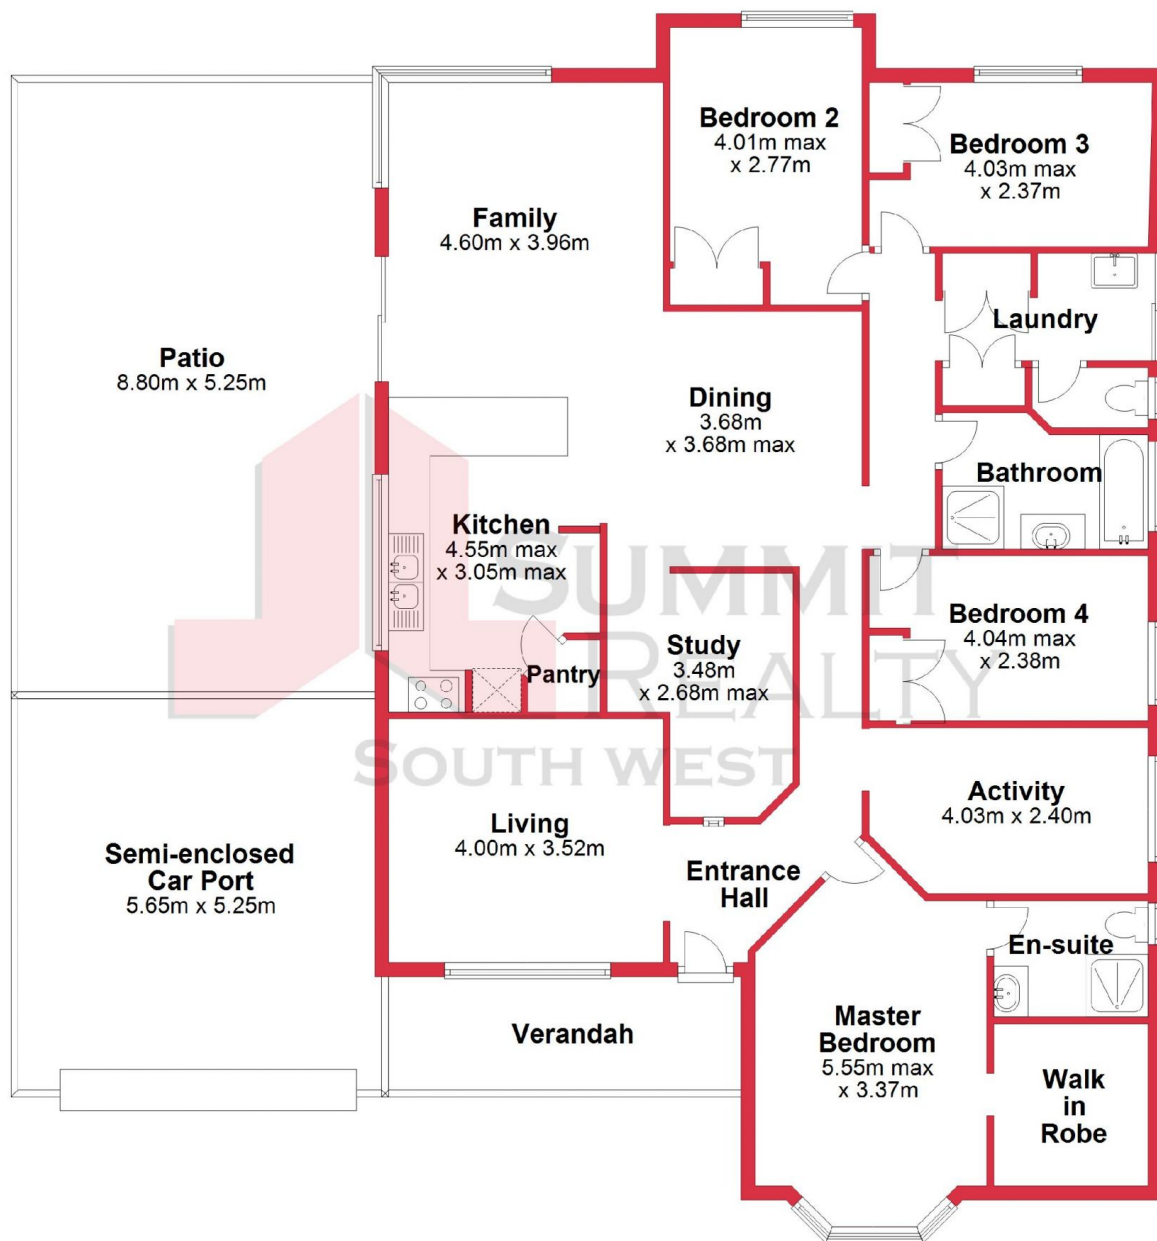 Bedroom 2
4.01m max
x 2.77m
Bedroom 3
4.03m max
x 2.37m
Family
4.60m x 3.96m
Laundry
Patio
8.80m x 5.25m
Dining
3.68m
x 3.68m max
Bathroom
Kitchen
4.55m max
x 3.05m max
Bedroom 4
4.04m max
x 2.38m
Study
3.48m
x 2.68m max
Pantry
SUMMIT
REALTY
SOUTH WEST
Activity
4.03m x 2.40m
Living
4.00m x 3.52m
Semi-enclosed
Car Port
5.65m x 5.25m
Entrance
Hall
En-suite
Verandah
Master
Bedroom
5.55m max
x 3.37m
Walk
in
Robe